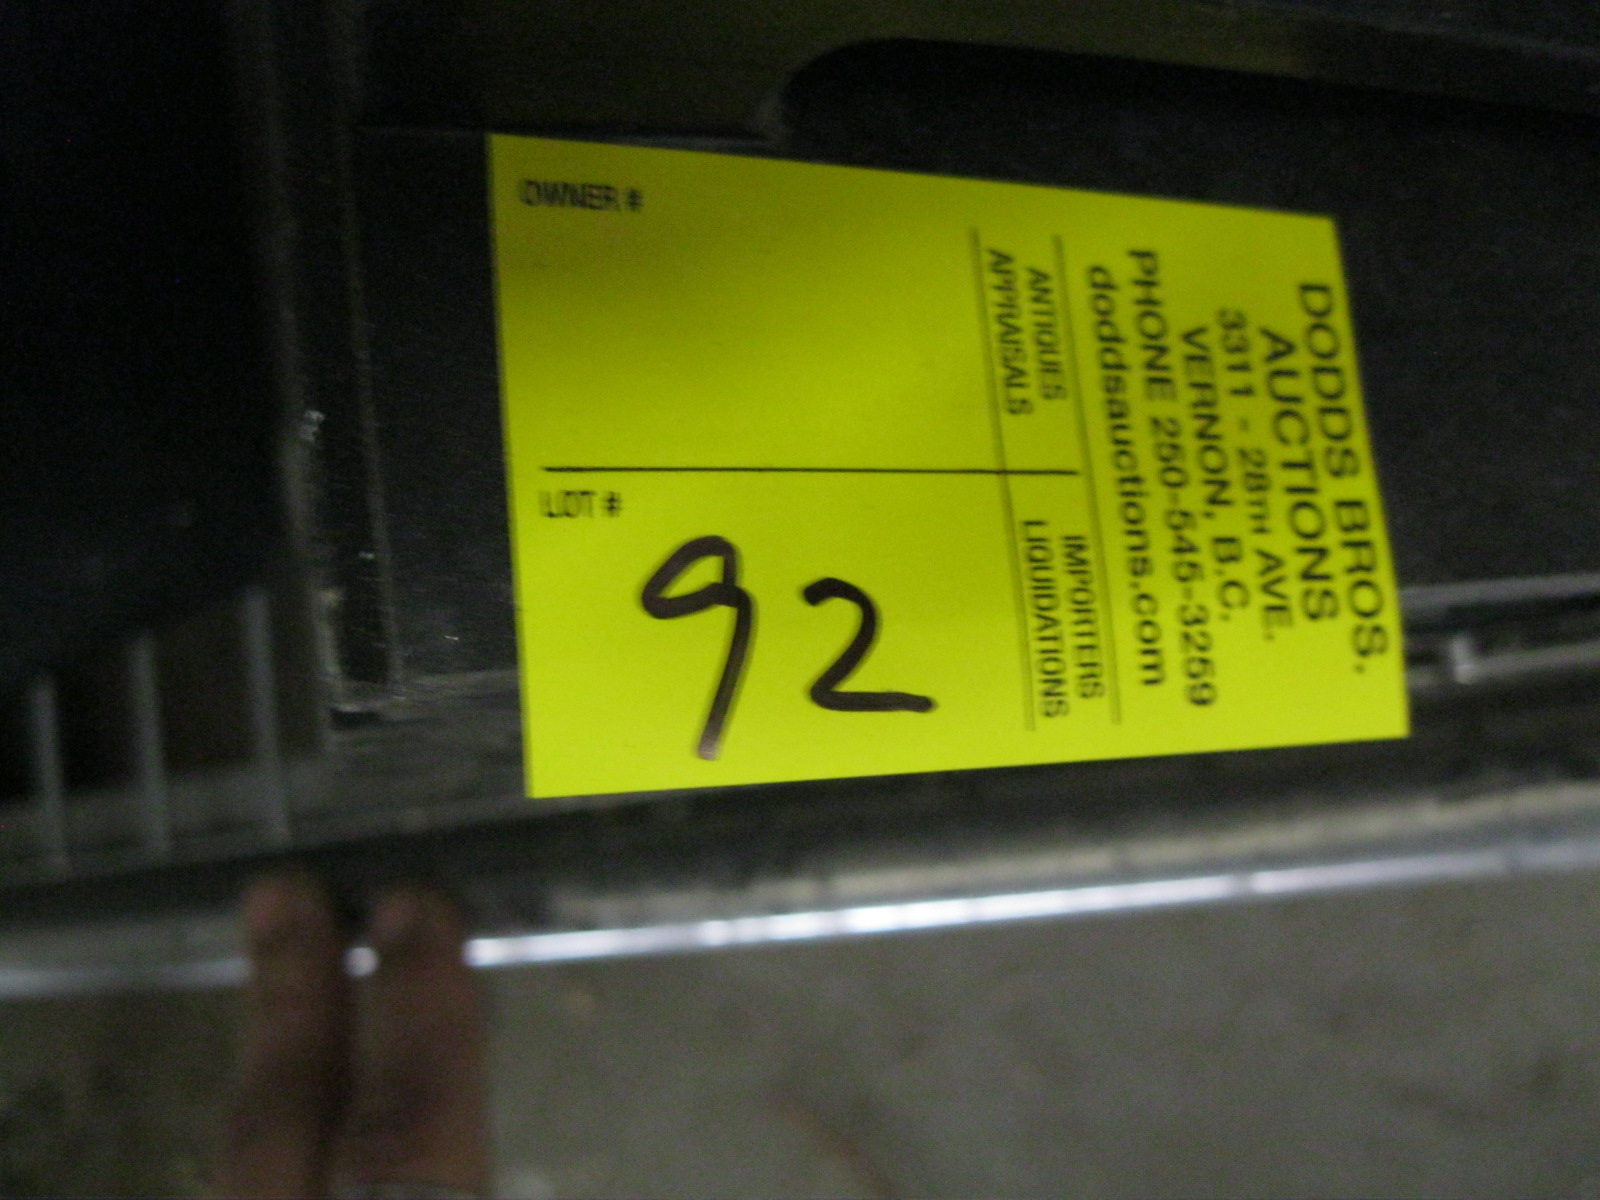 DODDS BROS.
AUCTIONS
3311 - 28TH AVE.
VERNON, B.C.
PHONE 250-545-3259
doddsauctions.com
ANTIQUES IMPORTERS
APPRAISALS LIQUIDATIONS
OWNER #
LOT #
92